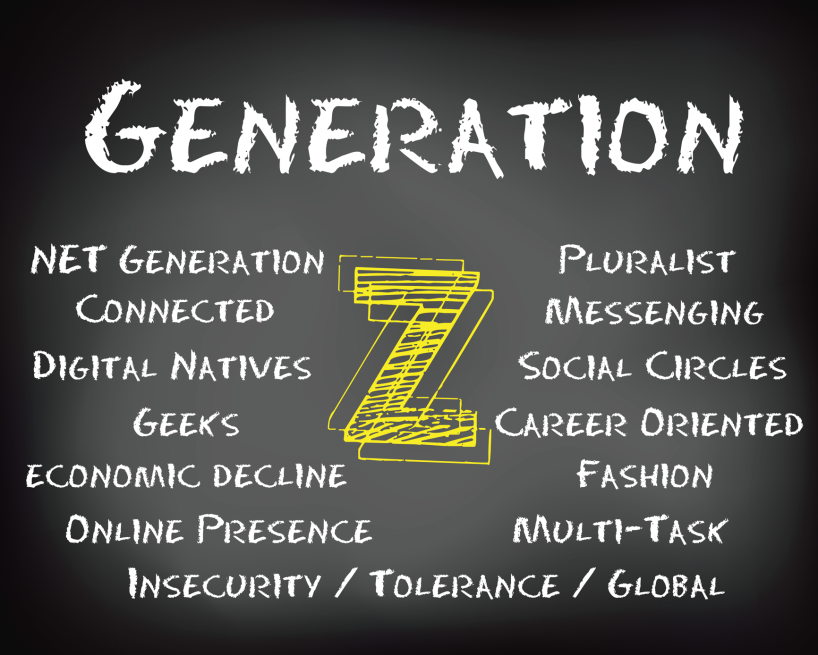 GENERATION
Z
NET GENERATION
CONNECTED
DIGITAL NATIVES
GEEKS
ECONOMIC DECLINE
ONLINE PRESENCE
PLURALIST
MESSENGING
SOCIAL CIRCLES
CAREER ORIENTED
FASHION
MULTI-TASK
INSECURITY / TOLERANCE / GLOBAL